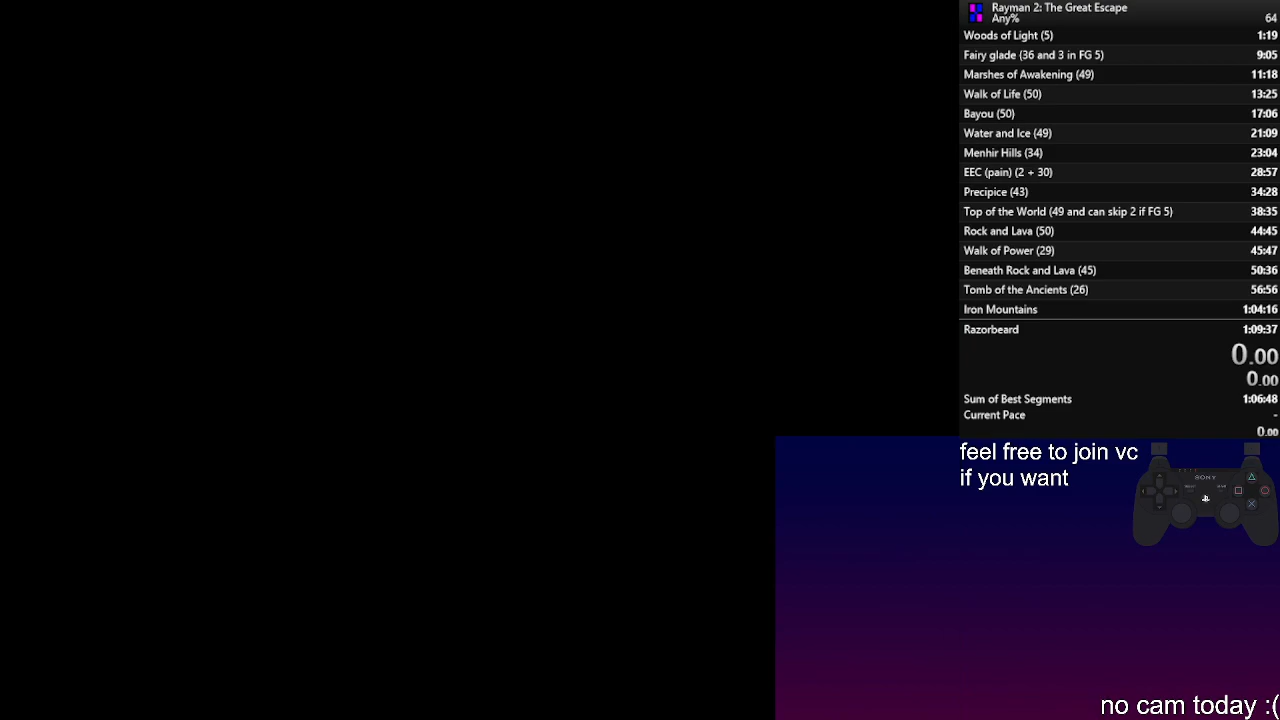 Rayman 2: The Great Escape
Any% 64
Woods of Light (5) 1:19
Fairy glade (36 and 3 in FG 5) 9:05
Marshes of Awakening (49) 11:18
Walk of Life (50) 13:25
Bayou (50) 17:06
Water and Ice (49) 21:09
Menhir Hills (34) 23:04
EEC (pain) (2 + 30) 28:57
Precipice (43) 34:28
Top of the World (49 and can skip 2 if FG 5) 38:35
Rock and Lava (50) 44:45
Walk of Power (29) 45:47
Beneath Rock and Lava (45) 50:36
Tomb of the Ancients (26) 56:56
Iron Mountains 1:04:16
Razorbeard 1:09:37
0.00
0.00
Sum of Best Segments 1:06:48
Current Pace -
0.00
feel free to join vc
if you want
SONY
no cam today :(